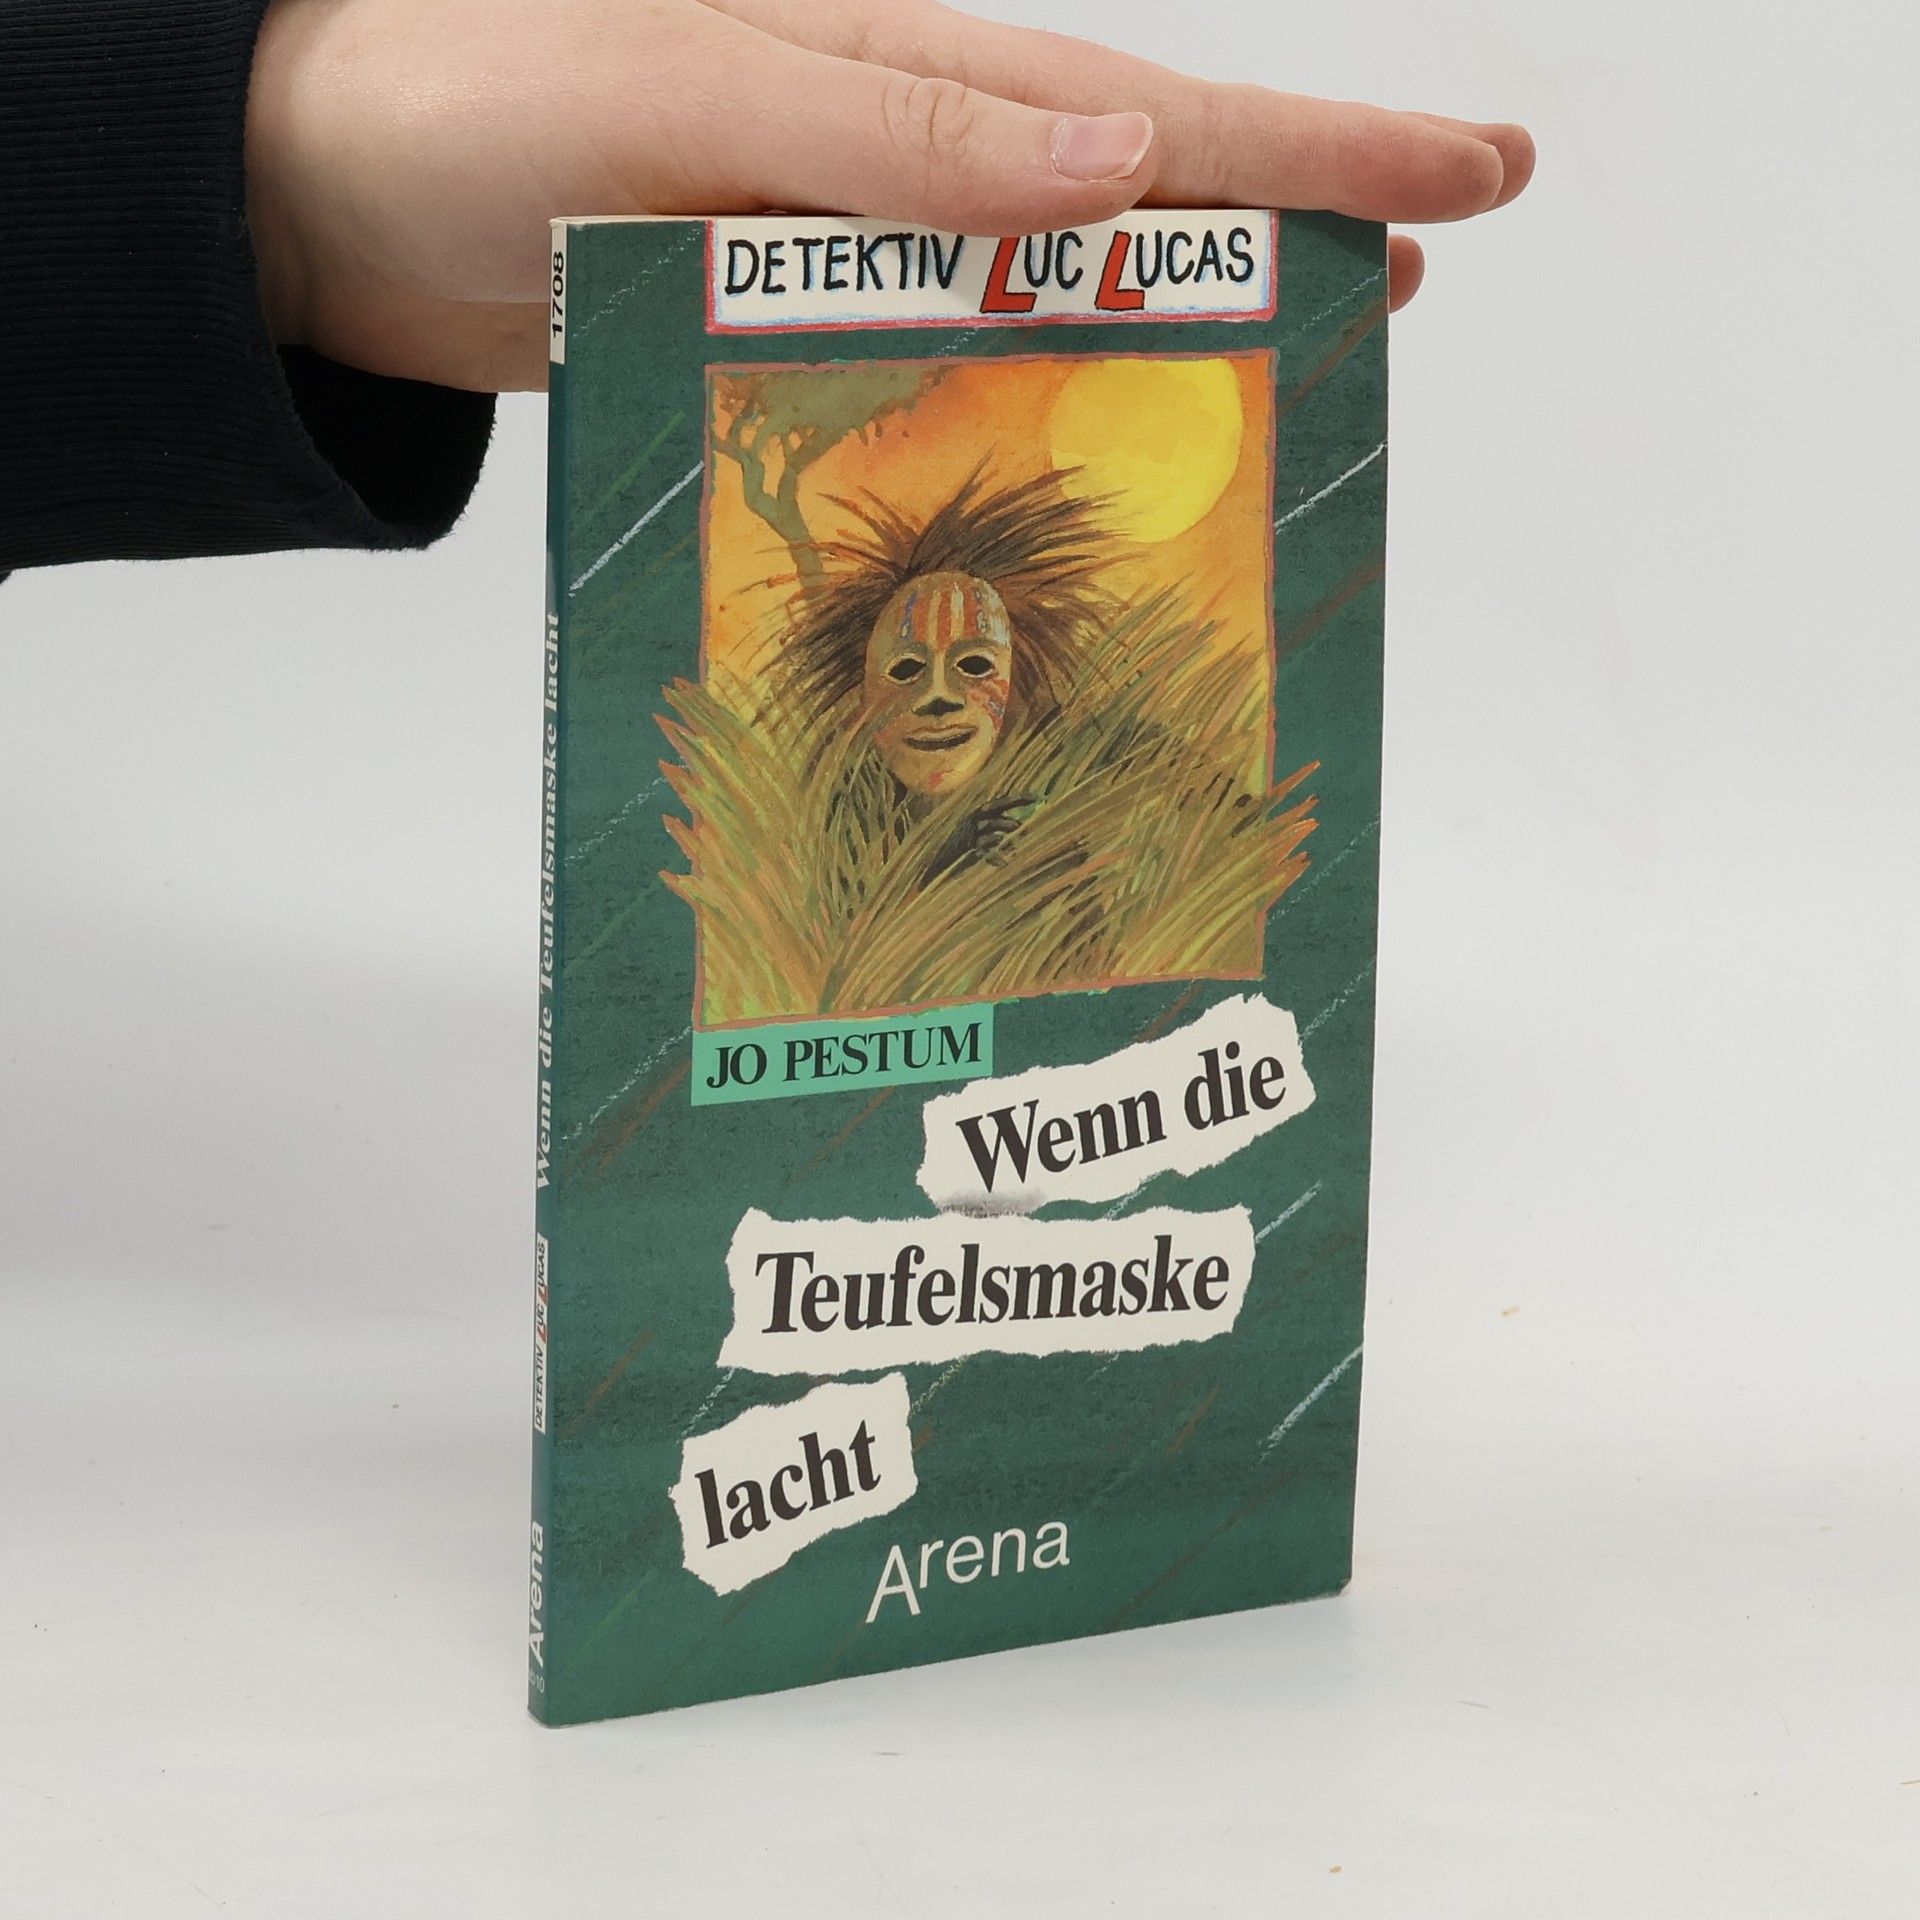 DETEKTIV LUC LUCAS
JO PESTUM
Wenn die
Teufelsmaske
lacht
Arena
1708
Wenn die Teufelsmaske lacht
DETEKTIV LUC LUCAS
Arena